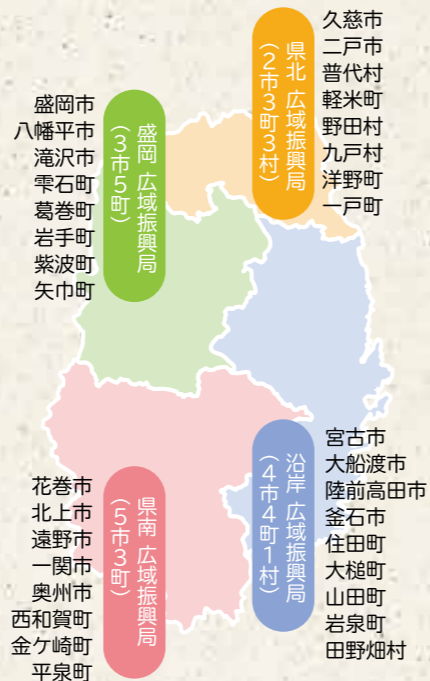 県北 広域振興局
(2市3町3村)
久慈市
二戸市
普代村
軽米町
野田村
九戸村
洋野町
一戸町
盛岡 広域振興局
(3市5町)
盛岡市
八幡平市
滝沢市
雫石町
葛巻町
岩手町
紫波町
矢巾町
沿岸 広域振興局
(4市4町1村)
宮古市
大船渡市
陸前高田市
釜石市
住田町
大槌町
山田町
岩泉町
田野畑村
県南 広域振興局
(5市3町)
花巻市
北上市
遠野市
一関市
奥州市
西和賀町
金ケ崎町
平泉町